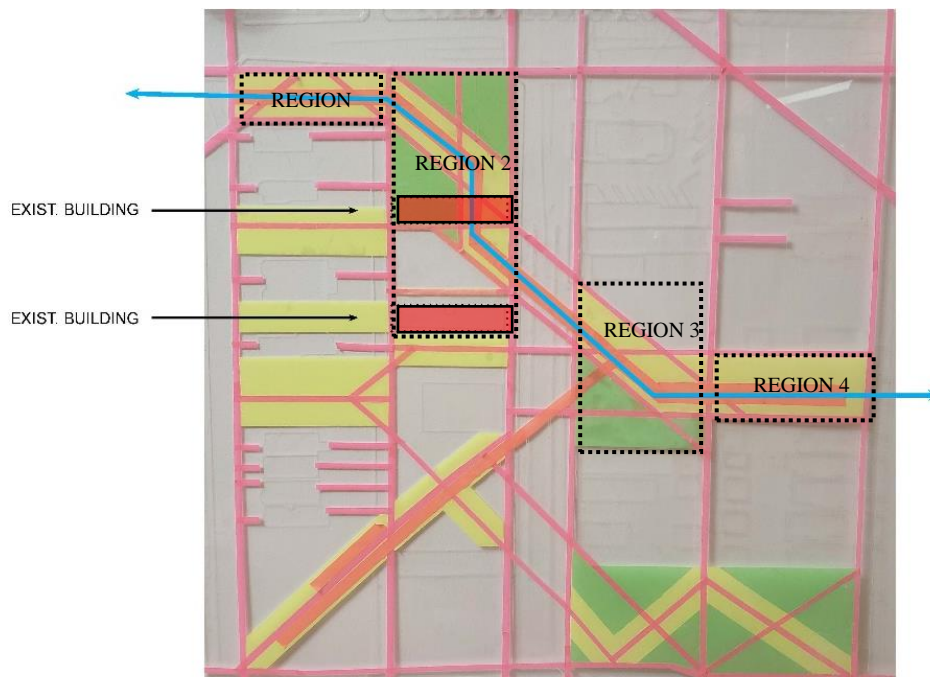 REGION
REGION 2
EXIST. BUILDING
EXIST. BUILDING
REGION 3
REGION 4